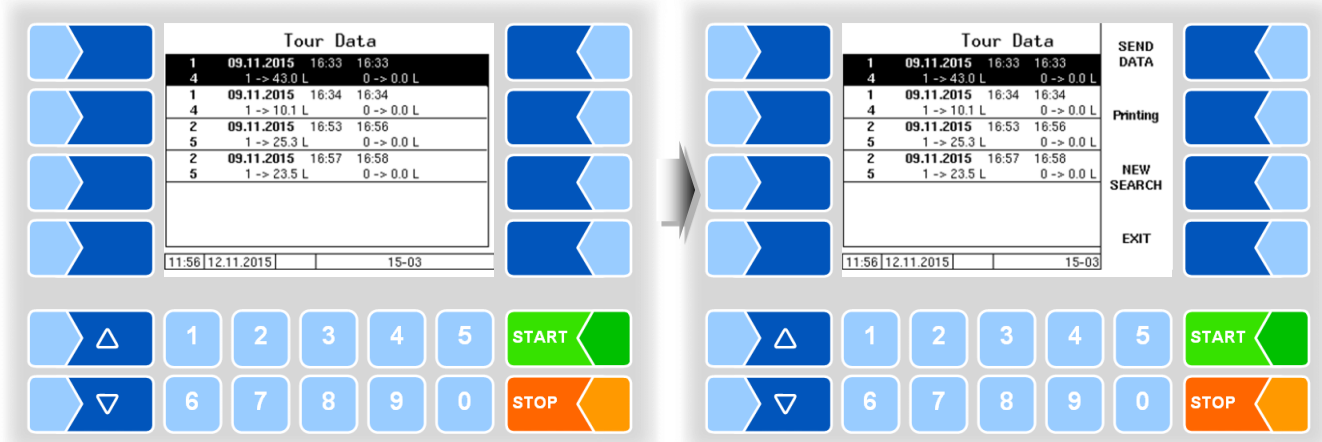 Tour Data
1 09.11.2015 16:33 16:33
4 1 -> 43.0 L 0 -> 0.0 L
1 09.11.2015 16:34 16:34
4 1 -> 10.1 L 0 -> 0.0 L
2 09.11.2015 16:53 16:56
5 1 -> 25.3 L 0 -> 0.0 L
2 09.11.2015 16:57 16:58
5 1 -> 23.5 L 0 -> 0.0 L
11:56 12.11.2015 15-03
1 2 3 4 5 START
6 7 8 9 0 STOP
Tour Data
1 09.11.2015 16:33 16:33
4 1 -> 43.0 L 0 -> 0.0 L
1 09.11.2015 16:34 16:34
4 1 -> 10.1 L 0 -> 0.0 L
2 09.11.2015 16:53 16:56
5 1 -> 25.3 L 0 -> 0.0 L
2 09.11.2015 16:57 16:58
5 1 -> 23.5 L 0 -> 0.0 L
11:56 12.11.2015 15-03
SEND
DATA
Printing
NEW
SEARCH
EXIT
1 2 3 4 5 START
6 7 8 9 0 STOP